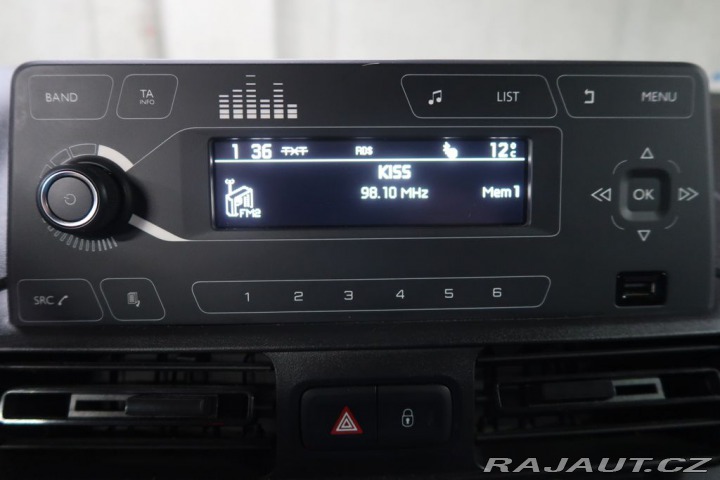 BAND
TA
INFO
LIST
MENU
1 36 TXT RDS 12°C
KISS
98.10 MHz
Mem 1
FM2
OK
SRC
1 2 3 4 5 6
RAJAUT.CZ